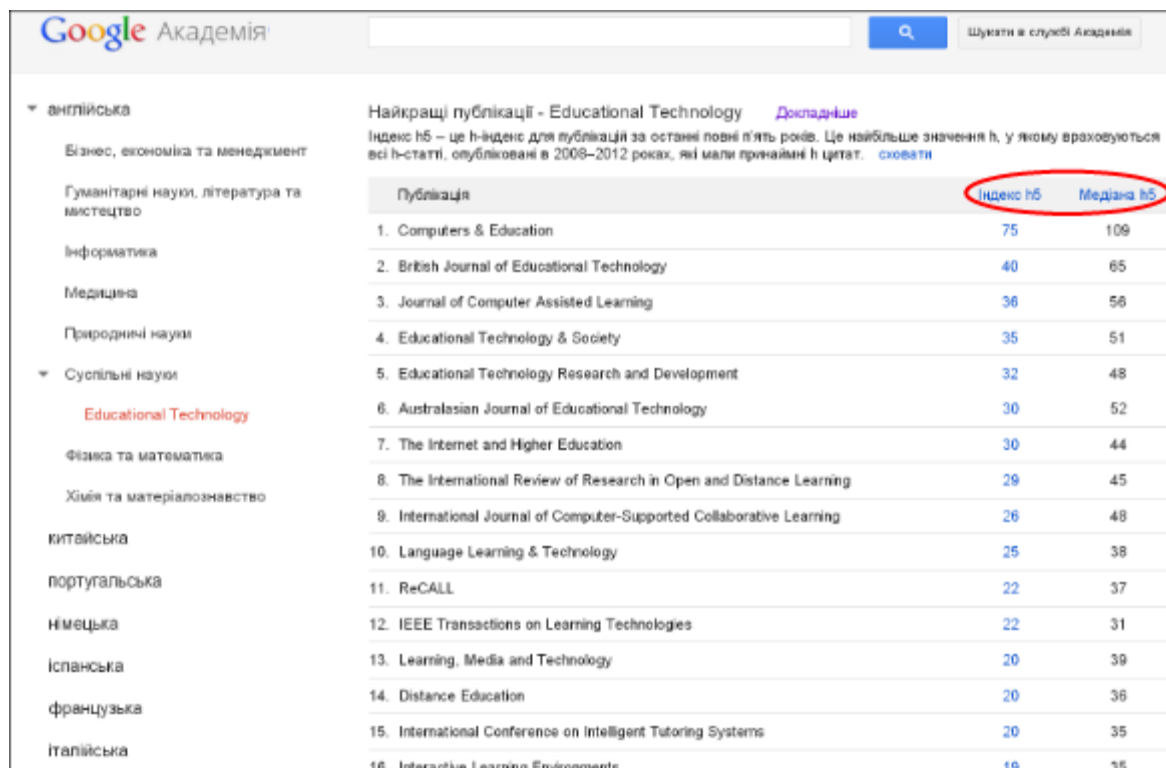 Google Академія
Шукати в службі Академія
англійська
Бізнес, економіка та менеджмент
Гуманітарні науки, література та
мистецтво
Інформатика
Медицина
Природничі науки
Суспільні науки
Educational Technology
Фізика та математика
Хімія та матеріалознавство
китайська
португальська
німецька
іспанська
французька
італійська
Найкращі публікації - Educational Technology Докладніше
Індекс h5 – це h-індекс для публікацій за останні повні п'ять років. Це найбільше значення h, у якому враховуються
всі h-статті, опубліковані в 2008–2012 роках, які мали принаймні h цитат. сховати
Публікація Індекс h5 Медіана h5
1. Computers & Education 75 109
2. British Journal of Educational Technology 40 65
3. Journal of Computer Assisted Learning 36 56
4. Educational Technology & Society 35 51
5. Educational Technology Research and Development 32 48
6. Australasian Journal of Educational Technology 30 52
7. The Internet and Higher Education 30 44
8. The International Review of Research in Open and Distance Learning 29 45
9. International Journal of Computer-Supported Collaborative Learning 26 48
10. Language Learning & Technology 25 38
11. ReCALL 22 37
12. IEEE Transactions on Learning Technologies 22 31
13. Learning, Media and Technology 20 39
14. Distance Education 20 36
15. International Conference on Intelligent Tutoring Systems 20 35
16. Interactive Learning Environments 19 35